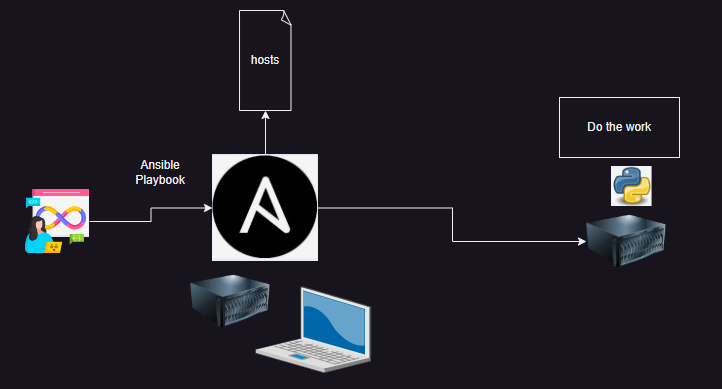 hosts
Do the work
Ansible
Playbook